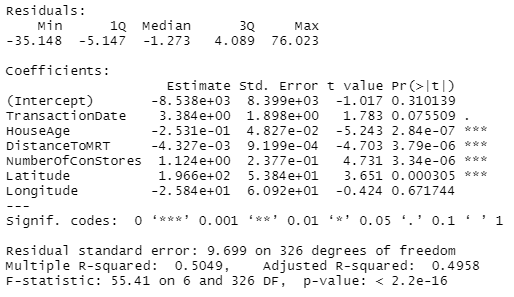 Residuals:
    Min      1Q  Median      3Q     Max
-35.148  -5.147  -1.273   4.089  76.023

Coefficients:
                    Estimate Std. Error t value Pr(>|t|)
(Intercept)       -8.538e+03  8.399e+03  -1.017 0.310139
TransactionDate    3.384e+00  1.898e+00   1.783 0.075509 .
HouseAge          -2.531e-01  4.827e-02  -5.243 2.84e-07 ***
DistanceToMRT     -4.327e-03  9.199e-04  -4.703 3.79e-06 ***
NumberofConStores  1.124e+00  2.377e-01   4.731 3.34e-06 ***
Latitude           1.966e+02  5.384e+01   3.651 0.000305 ***
Longitude         -2.584e+01  6.092e+01  -0.424 0.671744
---
Signif. codes:  0 ‘***’ 0.001 ‘**’ 0.01 ‘*’ 0.05 ‘.’ 0.1 ‘ ’ 1

Residual standard error: 9.699 on 326 degrees of freedom
Multiple R-squared:  0.5049,    Adjusted R-squared:  0.4958
F-statistic: 55.41 on 6 and 326 DF,  p-value: < 2.2e-16